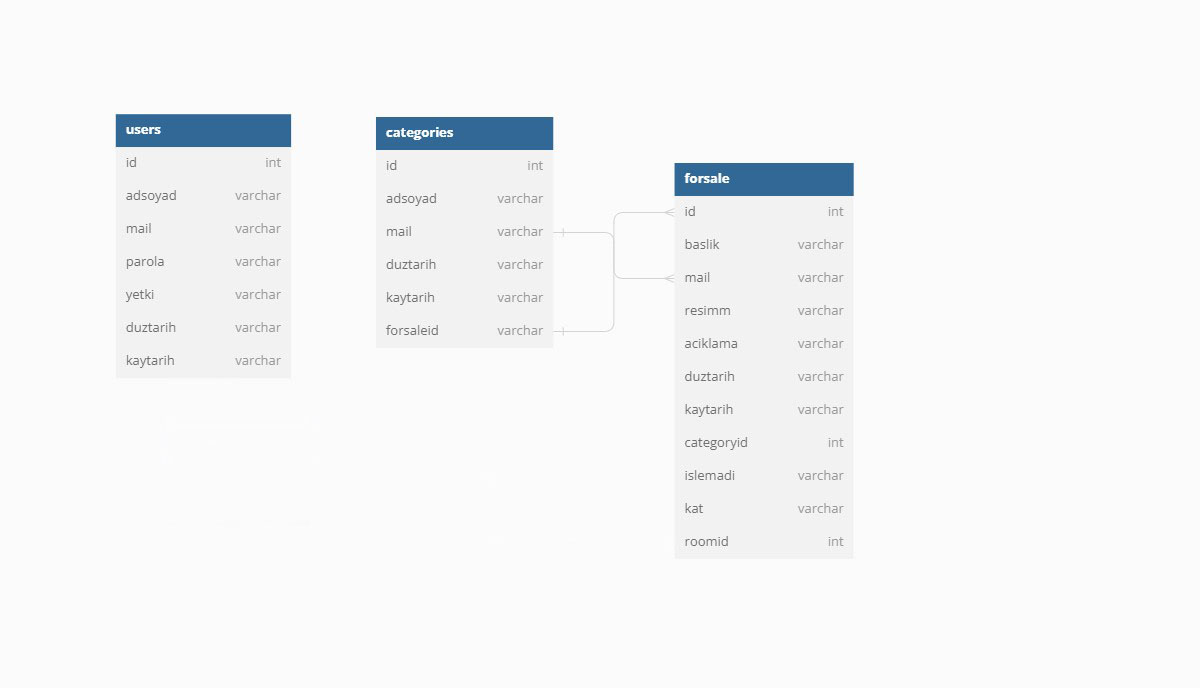 users
id int
adsoyad varchar
mail varchar
parola varchar
yetki varchar
duztarih varchar
kaytarih varchar
categories
id int
adsoyad varchar
mail varchar
duztarih varchar
kaytarih varchar
forsaleid varchar
forsale
id int
baslik varchar
mail varchar
resimm varchar
aciklama varchar
duztarih varchar
kaytarih varchar
categoryid int
islemadi varchar
kat varchar
roomid int